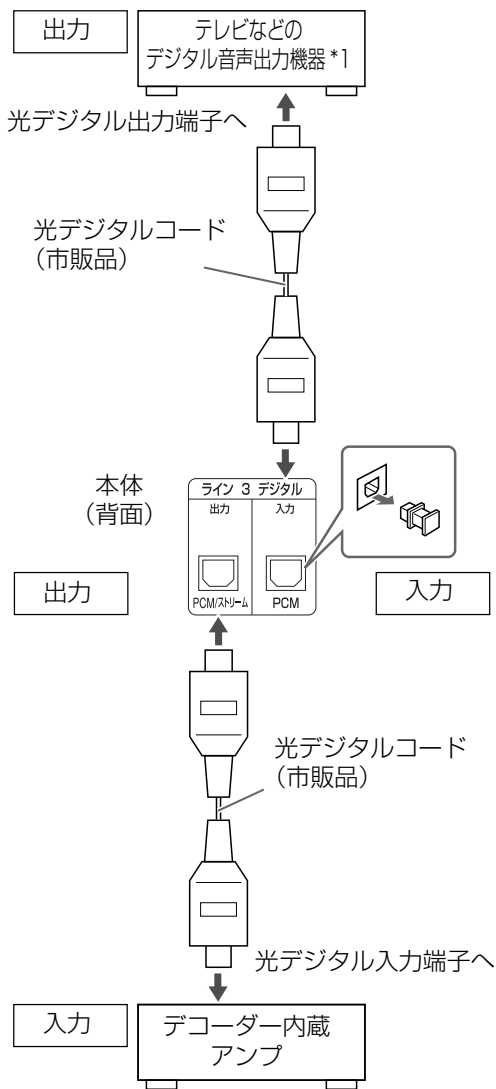 出力
テレビなどの
デジタル音声出力機器*1
光デジタル出力端子へ
光デジタルコード
（市販品）
本体
（背面）
ライン 3 デジタル
出力
入力
PCM/ストリーム
PCM
出力
入力
光デジタルコード
（市販品）
光デジタル入力端子へ
入力
デコーダー内蔵
アンプ